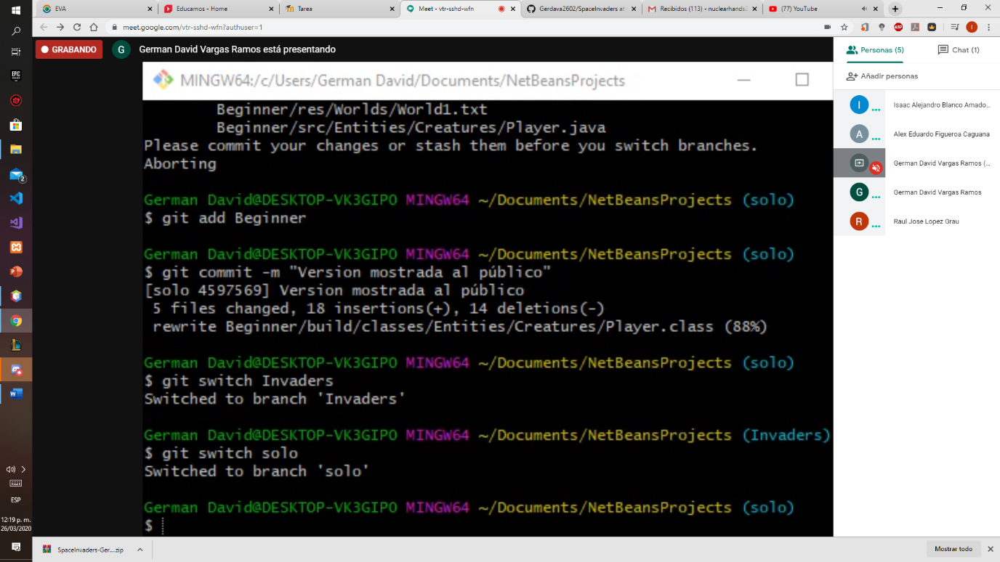 EVA
Educamos - Home
Tarea
Meet - vtr-sshd-wfn
Gerdava2602/SpaceInvaders at
Recibidos (113) - nuclearhands.2
(77) YouTube
meet.google.com/vtr-sshd-wfn?authuser=1
ABP
I
GRABANDO
G
German David Vargas Ramos está presentando
Personas (5)
Chat (1)
Añadir personas
I
Isaac Alejandro Blanco Amado...
A
Alex Eduardo Figueroa Caguana
German David Vargas Ramos (...
G
German David Vargas Ramos
R
Raul Jose Lopez Grau
MINGW64:/c/Users/German David/Documents/NetBeansProjects
Beginner/res/Worlds/World1.txt
Beginner/src/Entities/Creatures/Player.java
Please commit your changes or stash them before you switch branches.
Aborting
German David@DESKTOP-VK3GIPO MINGW64 ~/Documents/NetBeansProjects (solo)
$ git add Beginner
German David@DESKTOP-VK3GIPO MINGW64 ~/Documents/NetBeansProjects (solo)
$ git commit -m "Version mostrada al público"
[solo 4597569] Version mostrada al público
5 files changed, 18 insertions(+), 14 deletions(-)
rewrite Beginner/build/classes/Entities/Creatures/Player.class (88%)
German David@DESKTOP-VK3GIPO MINGW64 ~/Documents/NetBeansProjects (solo)
$ git switch Invaders
Switched to branch 'Invaders'
German David@DESKTOP-VK3GIPO MINGW64 ~/Documents/NetBeansProjects (Invaders)
$ git switch solo
Switched to branch 'solo'
German David@DESKTOP-VK3GIPO MINGW64 ~/Documents/NetBeansProjects (solo)
$
EPIC
2
ESP
12:19 p. m.
26/03/2020
SpaceInvaders-Ger....zip
Mostrar todo